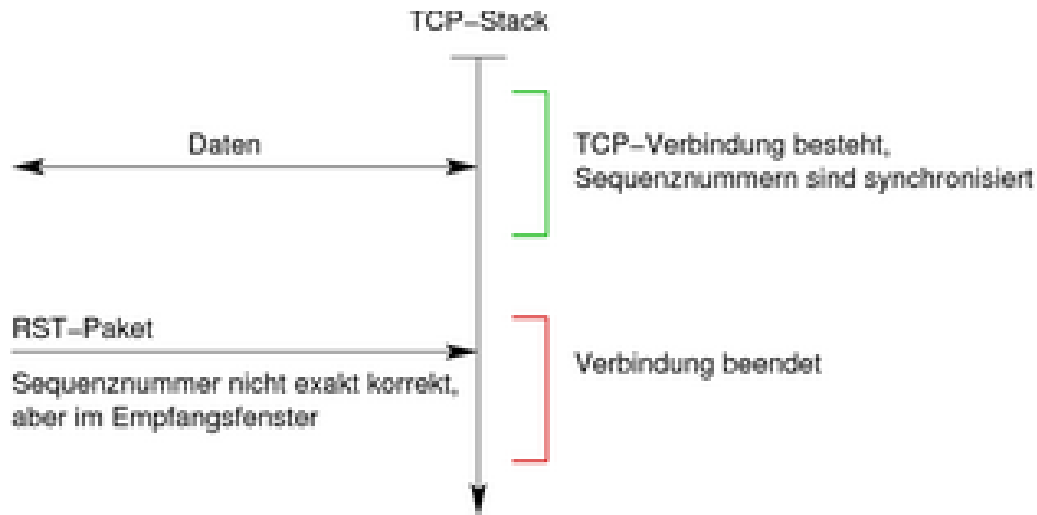 TCP–Stack
Daten
TCP–Verbindung besteht,
Sequenznummern sind synchronisiert
RST–Paket
Sequenznummer nicht exakt korrekt,
aber im Empfangsfenster
Verbindung beendet